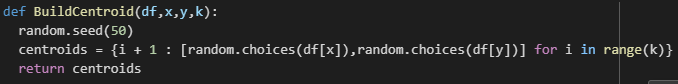 def BuildCentroid(df,x,y,k):
  random.seed(50)
  centroids = {i + 1 : [random.choices(df[x]),random.choices(df[y])] for i in range(k)}
  return centroids